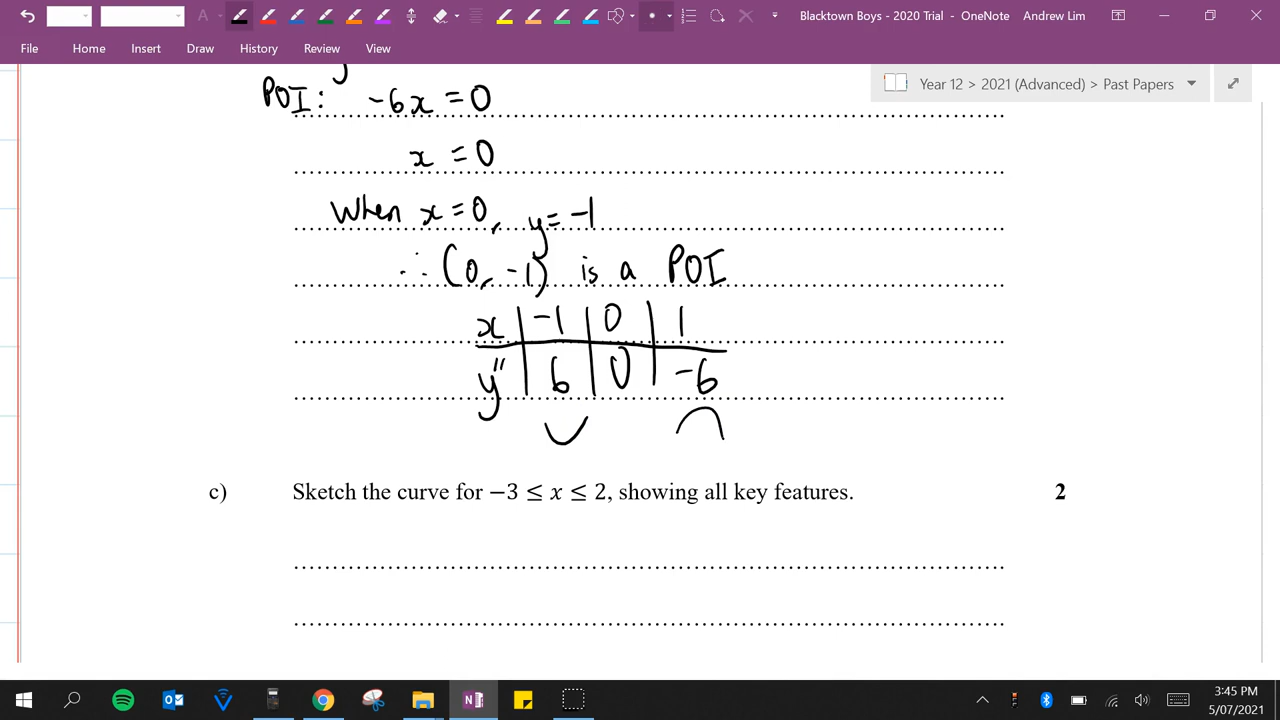 Blacktown Boys - 2020 Trial - OneNote
Andrew Lim
File Home Insert Draw History Review View
Year 12 > 2021 (Advanced) > Past Papers
POI: -6x = 0
x = 0
When x = 0, y = -1
∴ (0, -1) is a POI
x | -1 | 0 | 1
y" | 6 | 0 | -6
c) Sketch the curve for −3 ≤ x ≤ 2, showing all key features. 2
3:45 PM
5/07/2021